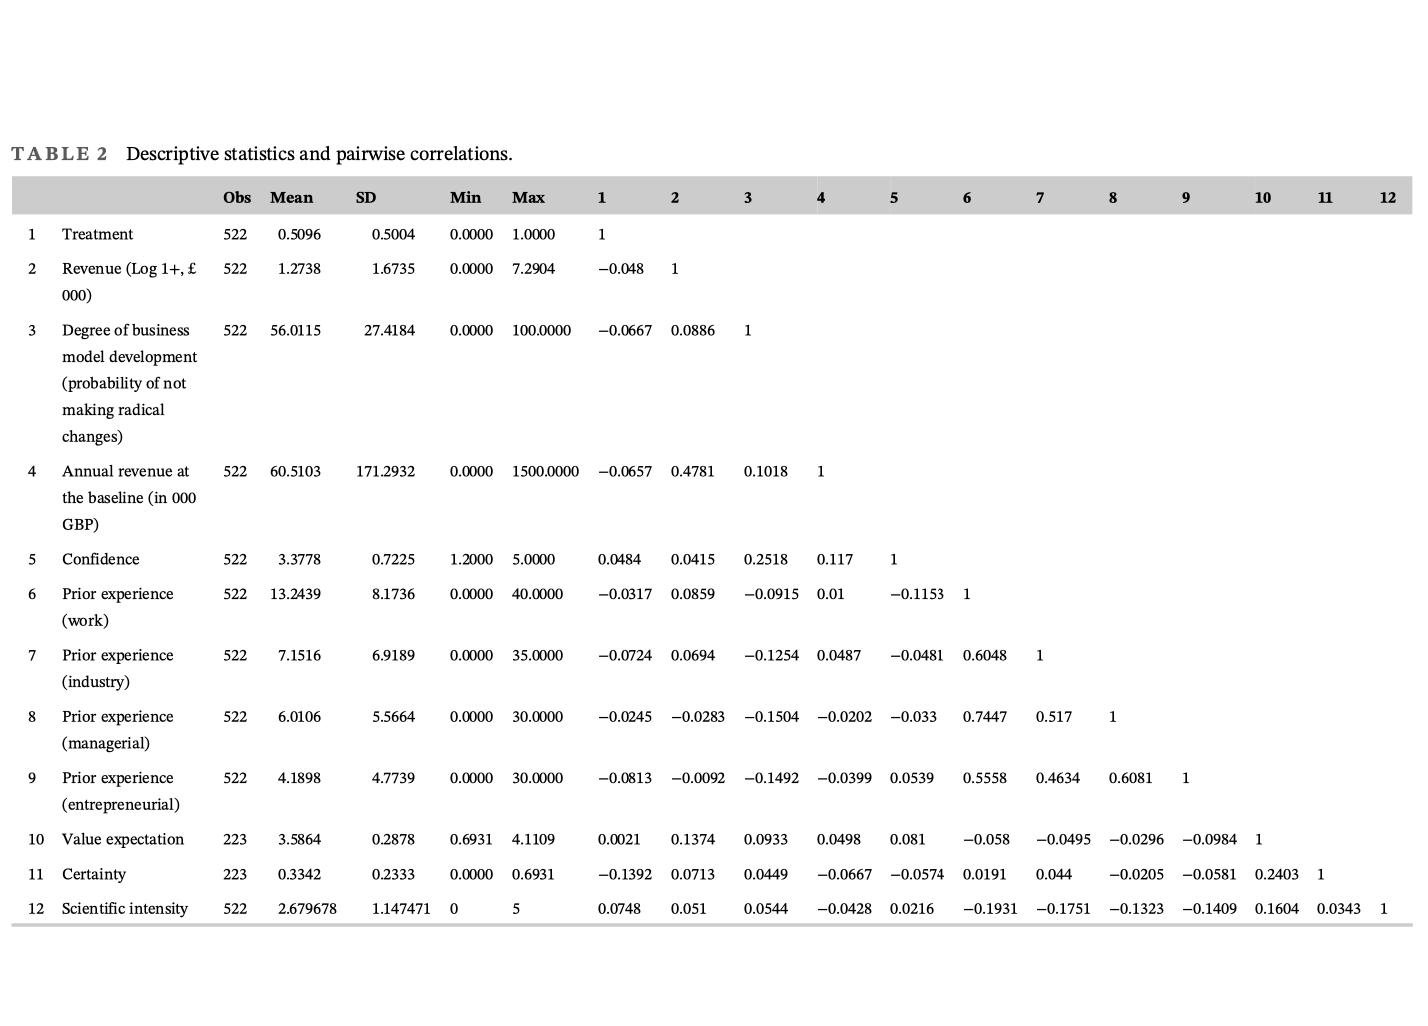 TABLE 2 Descriptive statistics and pairwise correlations.
Obs Mean SD Min Max 1 2 3 4 5 6 7 8 9 10 11 12
1 Treatment 522 0.5096 0.5004 0.0000 1.0000 1
2 Revenue (Log 1+, £ 522 1.2738 1.6735 0.0000 7.2904 −0.048 1
000)
3 Degree of business 522 56.0115 27.4184 0.0000 100.0000 −0.0667 0.0886 1
model development
(probability of not
making radical
changes)
4 Annual revenue at 522 60.5103 171.2932 0.0000 1500.0000 −0.0657 0.4781 0.1018 1
the baseline (in 000
GBP)
5 Confidence 522 3.3778 0.7225 1.2000 5.0000 0.0484 0.0415 0.2518 0.117 1
6 Prior experience 522 13.2439 8.1736 0.0000 40.0000 −0.0317 0.0859 −0.0915 0.01 −0.1153 1
(work)
7 Prior experience 522 7.1516 6.9189 0.0000 35.0000 −0.0724 0.0694 −0.1254 0.0487 −0.0481 0.6048 1
(industry)
8 Prior experience 522 6.0106 5.5664 0.0000 30.0000 −0.0245 −0.0283 −0.1504 −0.0202 −0.033 0.7447 0.517 1
(managerial)
9 Prior experience 522 4.1898 4.7739 0.0000 30.0000 −0.0813 −0.0092 −0.1492 −0.0399 0.0539 0.5558 0.4634 0.6081 1
(entrepreneurial)
10 Value expectation 223 3.5864 0.2878 0.6931 4.1109 0.0021 0.1374 0.0933 0.0498 0.081 −0.058 −0.0495 −0.0296 −0.0984 1
11 Certainty 223 0.3342 0.2333 0.0000 0.6931 −0.1392 0.0713 0.0449 −0.0667 −0.0574 0.0191 0.044 −0.0205 −0.0581 0.2403 1
12 Scientific intensity 522 2.679678 1.147471 0 5 0.0748 0.051 0.0544 −0.0428 0.0216 −0.1931 −0.1751 −0.1323 −0.1409 0.1604 0.0343 1